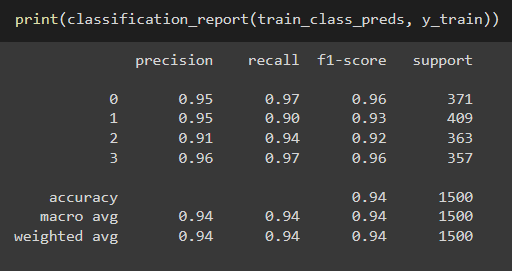 print(classification_report(train_class_preds, y_train))
precision recall f1-score support
0 0.95 0.97 0.96 371
1 0.95 0.90 0.93 409
2 0.91 0.94 0.92 363
3 0.96 0.97 0.96 357
accuracy 0.94 1500
macro avg 0.94 0.94 0.94 1500
weighted avg 0.94 0.94 0.94 1500